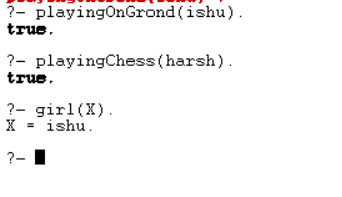 ?- playingOnGrond(ishu).
true.
?- playingChess(harsh).
true.
?- girl(X).
X = ishu.
?-